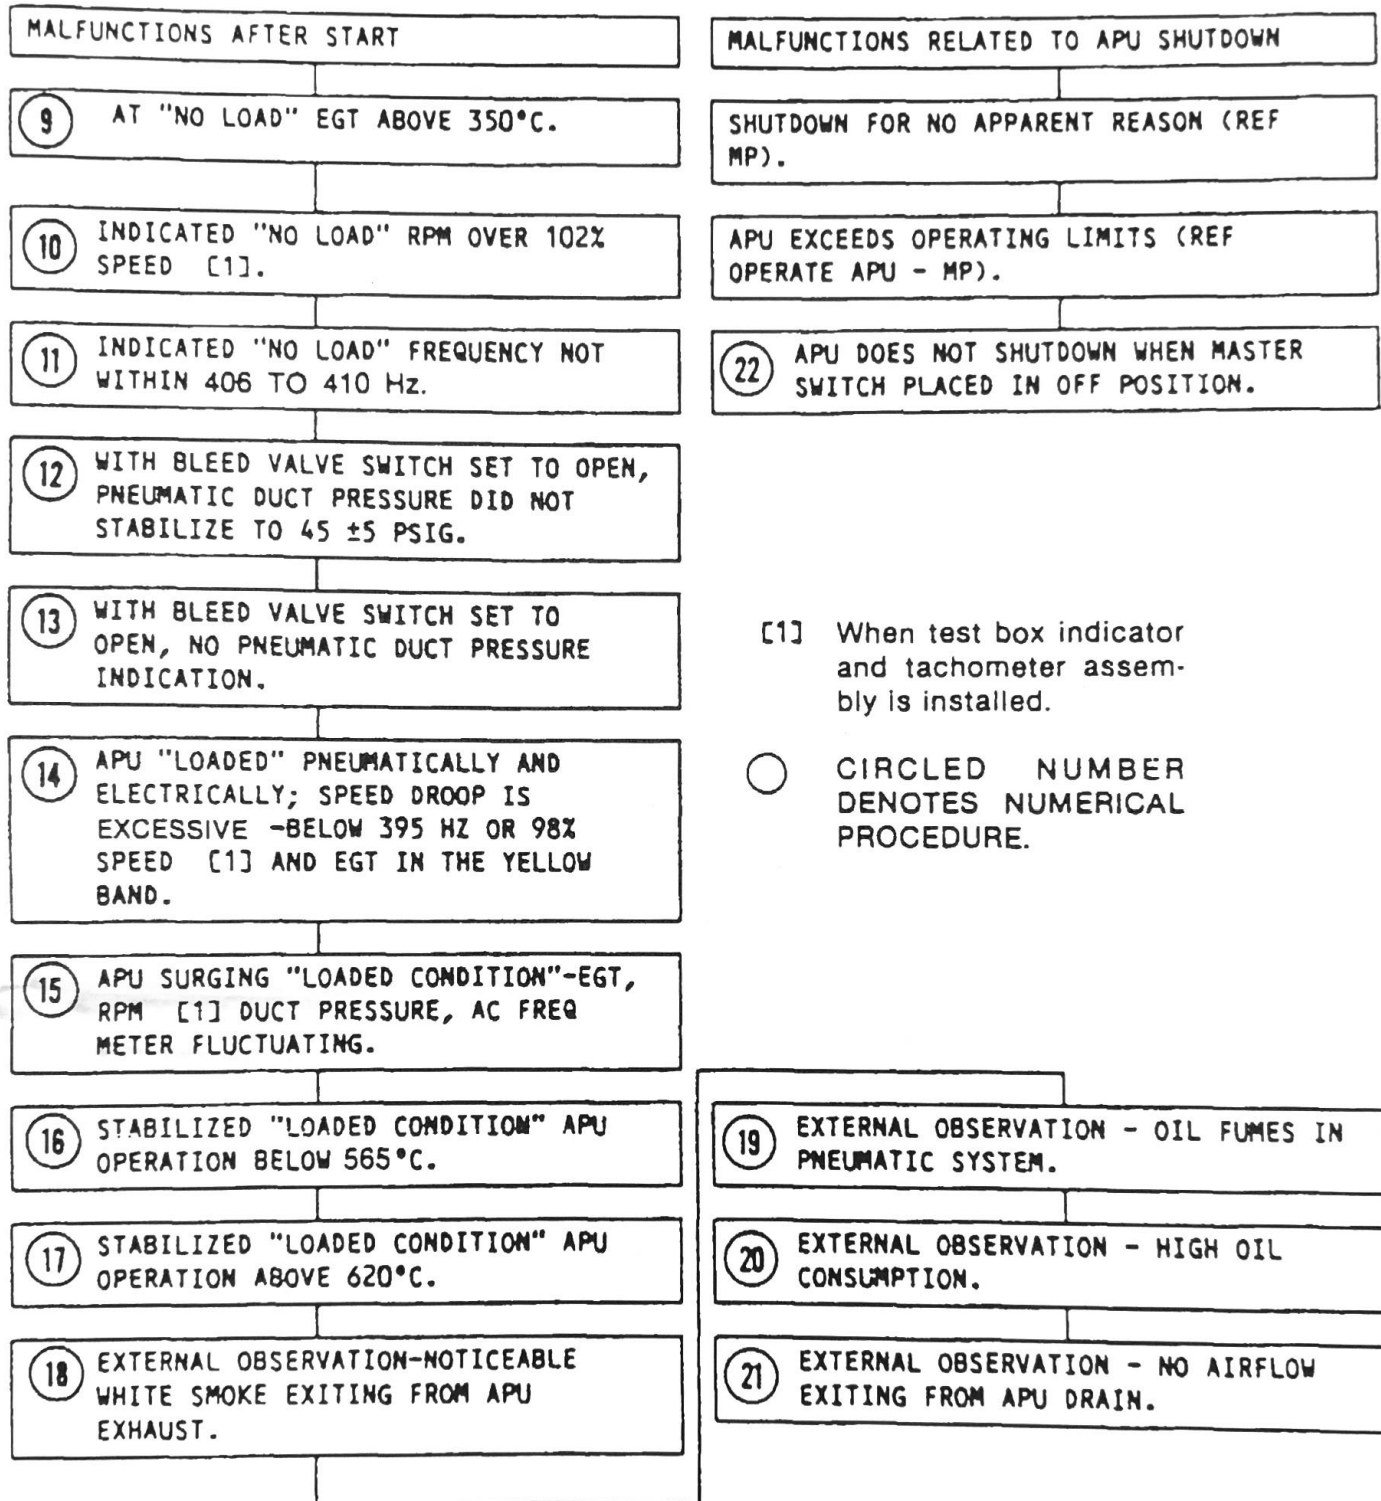 MALFUNCTIONS AFTER START
9 AT "NO LOAD" EGT ABOVE 350°C.
10 INDICATED "NO LOAD" RPM OVER 102%
SPEED [1].
11 INDICATED "NO LOAD" FREQUENCY NOT
WITHIN 406 TO 410 Hz.
12 WITH BLEED VALVE SWITCH SET TO OPEN,
PNEUMATIC DUCT PRESSURE DID NOT
STABILIZE TO 45 ±5 PSIG.
13 WITH BLEED VALVE SWITCH SET TO
OPEN, NO PNEUMATIC DUCT PRESSURE
INDICATION.
14 APU "LOADED" PNEUMATICALLY AND
ELECTRICALLY; SPEED DROOP IS
EXCESSIVE -BELOW 395 HZ OR 98%
SPEED [1] AND EGT IN THE YELLOW
BAND.
15 APU SURGING "LOADED CONDITION"-EGT,
RPM [1] DUCT PRESSURE, AC FREQ
METER FLUCTUATING.
16 STABILIZED "LOADED CONDITION" APU
OPERATION BELOW 565°C.
17 STABILIZED "LOADED CONDITION" APU
OPERATION ABOVE 620°C.
18 EXTERNAL OBSERVATION-NOTICEABLE
WHITE SMOKE EXITING FROM APU
EXHAUST.
MALFUNCTIONS RELATED TO APU SHUTDOWN
SHUTDOWN FOR NO APPARENT REASON (REF
MP).
APU EXCEEDS OPERATING LIMITS (REF
OPERATE APU - MP).
22 APU DOES NOT SHUTDOWN WHEN MASTER
SWITCH PLACED IN OFF POSITION.
[1] When test box indicator
and tachometer assem-
bly is installed.
CIRCLED NUMBER
DENOTES NUMERICAL
PROCEDURE.
19 EXTERNAL OBSERVATION - OIL FUMES IN
PNEUMATIC SYSTEM.
20 EXTERNAL OBSERVATION - HIGH OIL
CONSUMPTION.
21 EXTERNAL OBSERVATION - NO AIRFLOW
EXITING FROM APU DRAIN.